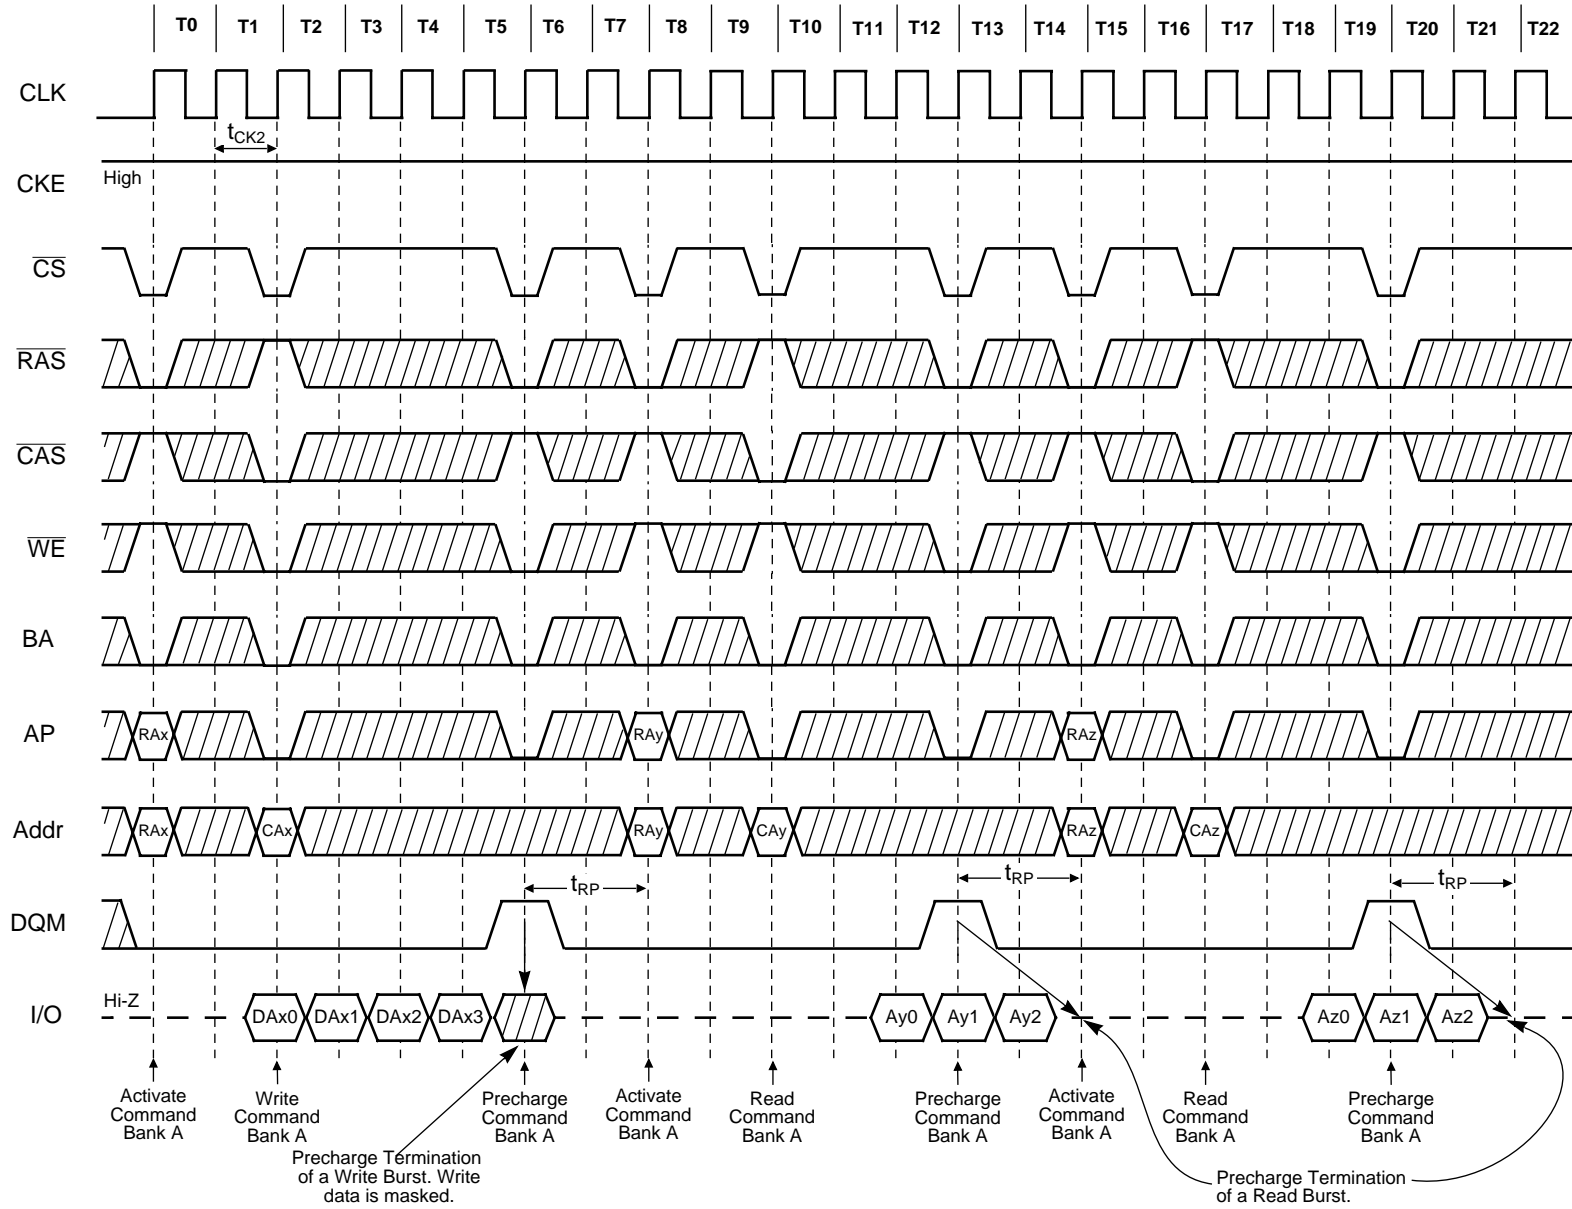 T0 T1 T2 T3 T4 T5 T6 T7 T8 T9 T10 T11 T12 T13 T14 T15 T16 T17 T18 T19 T20 T21 T22
CLK
tCK2
CKE
High
CS
RAS
CAS
WE
BA
AP
RAx RAy RAz
Addr
RAx CAx RAy CAy RAz CAz
tRP tRP tRP
DQM
I/O
Hi-Z
DAx0 DAx1 DAx2 DAx3 Ay0 Ay1 Ay2 Az0 Az1 Az2
Activate
Command
Bank A
Write
Command
Bank A
Precharge
Command
Bank A
Activate
Command
Bank A
Read
Command
Bank A
Precharge
Command
Bank A
Activate
Command
Bank A
Read
Command
Bank A
Precharge
Command
Bank A
Precharge Termination
of a Write Burst. Write
data is masked.
Precharge Termination
of a Read Burst.